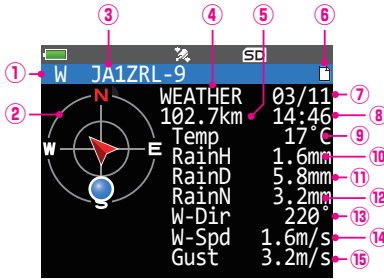 ③ ④ ⑤ ⑥
SD
① W JA1ZRL-9
② N WEATHER 03/11 ⑦
102.7km 14:46 ⑧
Temp 17°C ⑨
W E RainH 1.6mm ⑩
RainD 5.8mm ⑪
S RainN 3.2mm ⑫
W-Dir 220° ⑬
W-Spd 1.6m/s ⑭
Gust 3.2m/s ⑮